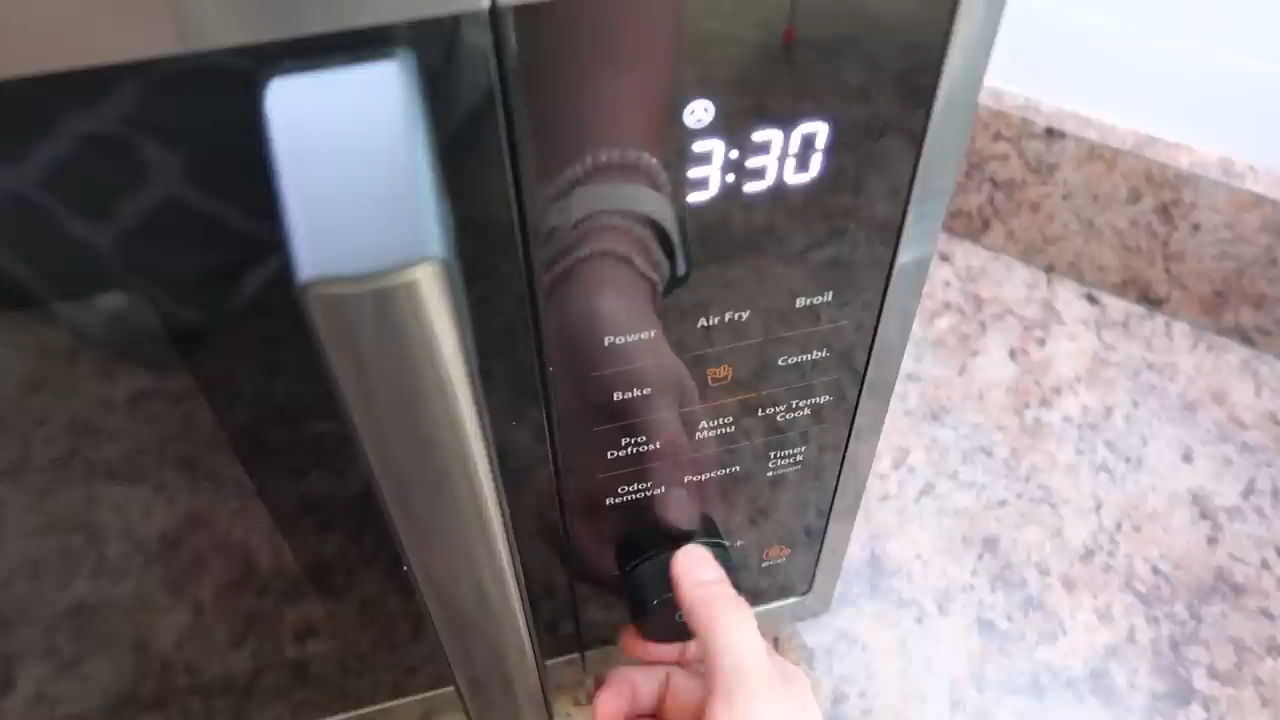 3:30
Power
Air Fry
Broil
Bake
Combi.
Pro
Defrost
Auto
Menu
Low Temp.
Cook
Odor
Removal
Popcorn
Timer
Clock
+
eco